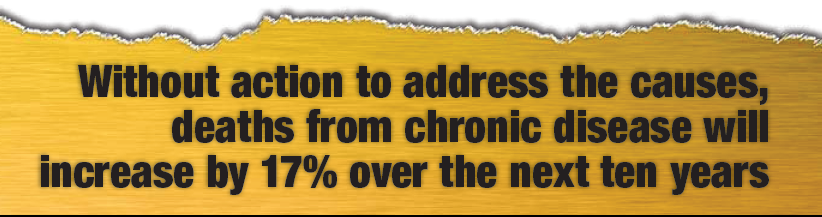 Without action to address the causes,
deaths from chronic disease will
increase by 17% over the next ten years